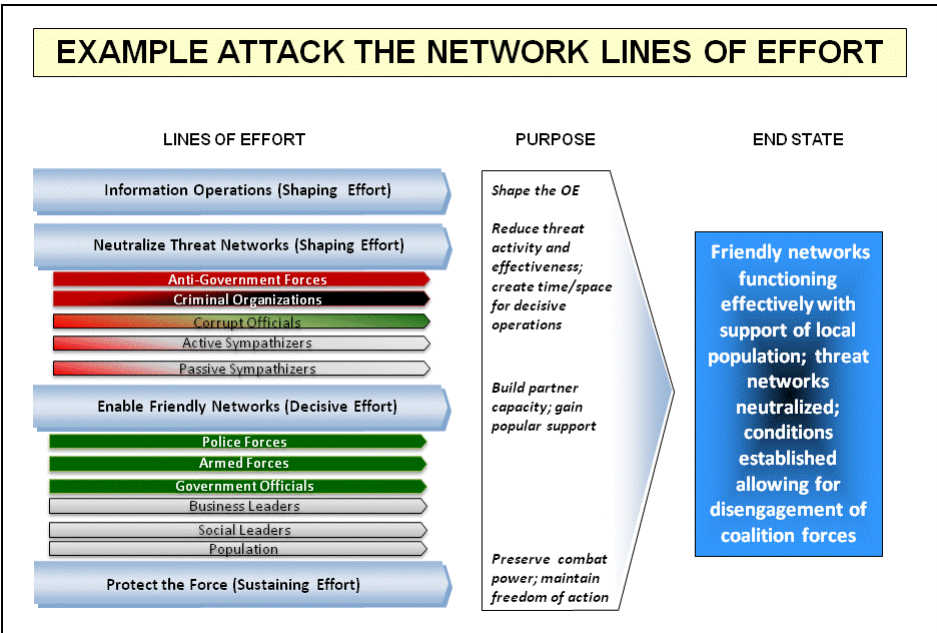 EXAMPLE ATTACK THE NETWORK LINES OF EFFORT
LINES OF EFFORT
Information Operations (Shaping Effort)
Neutralize Threat Networks (Shaping Effort)
Anti-Government Forces
Criminal Organizations
Corrupt Officials
Active Sympathizers
Passive Sympathizers
Enable Friendly Networks (Decisive Effort)
Police Forces
Armed Forces
Government Officials
Business Leaders
Social Leaders
Population
Protect the Force (Sustaining Effort)
PURPOSE
Shape the OE
Reduce threat
activity and
effectiveness;
create time/space
for decisive
operations
Build partner
capacity; gain
popular support
Preserve combat
power; maintain
freedom of action
END STATE
Friendly networks
functioning
effectively with
support of local
population; threat
networks
neutralized;
conditions
established
allowing for
disengagement of
coalition forces